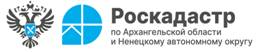 Роскадастр
по Архангельской области
и Ненецкому автономному округу